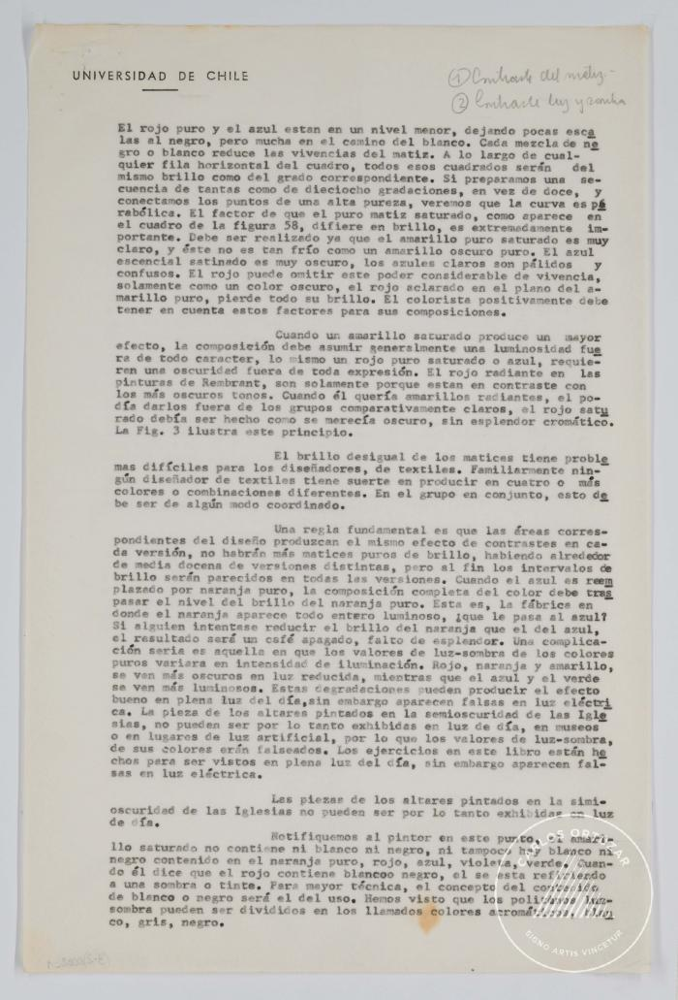 UNIVERSIDAD DE CHILE
① Contraste del matiz.-
② Contraste luz y sombra
El rojo puro y el azul estan en un nivel menor, dejando pocas esca
las al negro, pero mucha en el camino del blanco. Cada mezcla de ne
gro o blanco reduce las vivencias del matiz. A lo largo de cual-
quier fila horizontal del cuadro, todos esos cuadrados serán del
mismo brillo como del grado correspondiente. Si preparamos una se-
cuencia de tantas como de dieciocho gradaciones, en vez de doce, y
conectamos los puntos de una alta pureza, veremos que la curva es pa
rabólica. El factor de que el puro matiz saturado, como aparece en
el cuadro de la figura 58, difiere en brillo, es extremadamente im-
portante. Debe ser realizado ya que el amarillo puro saturado es muy
claro, y éste no es tan frío como un amarillo oscuro puro. El azul
escencial satinado es muy oscuro, los azules claros son pálidos y
confusos. El rojo puede omitir este poder considerable de vivencia,
solamente como un color oscuro, el rojo aclarado en el plano del a-
marillo puro, pierde todo su brillo. El colorista positivamente debe
tener en cuenta estos factores para sus composiciones.
Cuando un amarillo saturado produce un mayor
efecto, la composición debe asumir generalmente una luminosidad fue
ra de todo caracter, lo mismo un rojo puro saturado o azul, requie-
ren una oscuridad fuera de toda expresión. El rojo radiante en las
pinturas de Rembrant, son solamente porque estan en contraste con
los más oscuros tonos. Cuando él quería amarillos radiantes, el po-
día darlos fuera de los grupos comparativamente claros, el rojo satu
rado debía ser hecho como se merecía oscuro, sin esplendor cromático.
La Fig. 3 ilustra este principio.
El brillo desigual de los matices tiene proble
mas difíciles para los diseñadores, de textiles. Familiarmente nin-
gún diseñador de textiles tiene suerte en producir en cuatro o más
colores o combinaciones diferentes. En el grupo en conjunto, esto de
be ser de algún modo coordinado.
Una regla fundamental es que las áreas corres-
pondientes del diseño produzcan el mismo efecto de contrastes en ca-
da versión, no habrán más matices puros de brillo, habiendo alrededor
de media docena de versiones distintas, pero al fin los intervalos de
brillo serán parecidos en todas las versiones. Cuando el azul es reem
plazado por naranja puro, la composición completa del color debe tras
pasar el nivel del brillo del naranja puro. Esta es, la fábrica en
donde el naranja aparece todo entero luminoso, ¿que le pasa al azul?
Si alguien intentase reducir el brillo del naranja que el del azul,
el resultado será un café apagado, falto de esplendor. Una complica-
ción seria es aquella en que los valores de luz-sombra de los colores
puros variara en intensidad de iluminación. Rojo, naranja y amarillo,
se ven más oscuros en luz reducida, mientras que el azul y el verde
se ven más luminosos. Estas degradaciones pueden producir el efecto
bueno en plena luz del día,sin embargo aparecen falsas en luz eléctri
ca. La pieza de los altares pintados en la semioscuridad de las Igle
sias, no pueden ser por lo tanto exhibidas en luz de día, en museos
o en lugares de luz artificial, por lo que los valores de luz-sombra,
de sus colores erán falseados. Los ejercicios en este libro están he
chos para ser vistos en plena luz del día, sin embargo aparecen fal-
sas en luz eléctrica.
Las piezas de los altares pintados en la simi-
oscuridad de las Iglesias no pueden ser por lo tanto exhibidas en luz
de día.
Notifiquemos al pintor en este punto, el amari-
llo saturado no contiene ni blanco ni negro, ni tampoco hay blanco ni
negro contenido en el naranja puro, rojo, azul, violeta, verde. Cuan-
do él dice que el rojo contiene blancoo negro, el se esta refiriendo
a una sombra o tinte. Para mayor técnica, el concepto del contenido
de blanco o negro será el del uso. Hemos visto que los políticos luz-
sombra pueden ser divididos en los llamados colores acromáticos, blan
co, gris, negro.
CARLOS ORTUZAR
SIGNO ARTIS VINCETUR